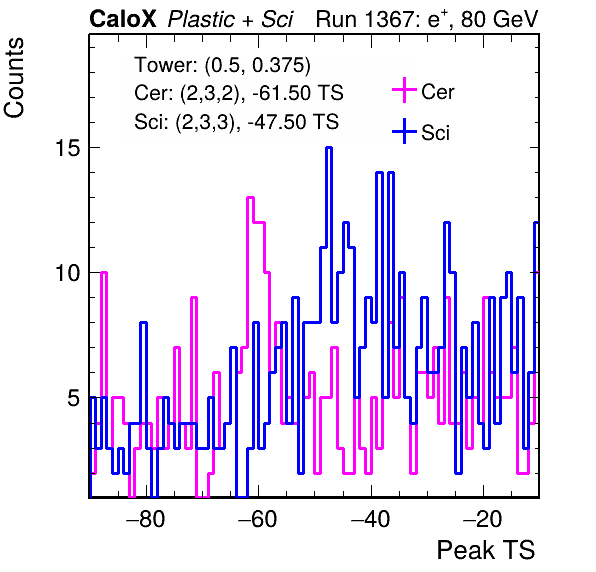 CaloX Plastic + Sci Run 1367: e⁺, 80 GeV
Tower: (0.5, 0.375)
Cer: (2,3,2), -61.50 TS
Sci: (2,3,3), -47.50 TS
Cer
Sci
Counts
15
10
5
−80 −60 −40 −20
Peak TS